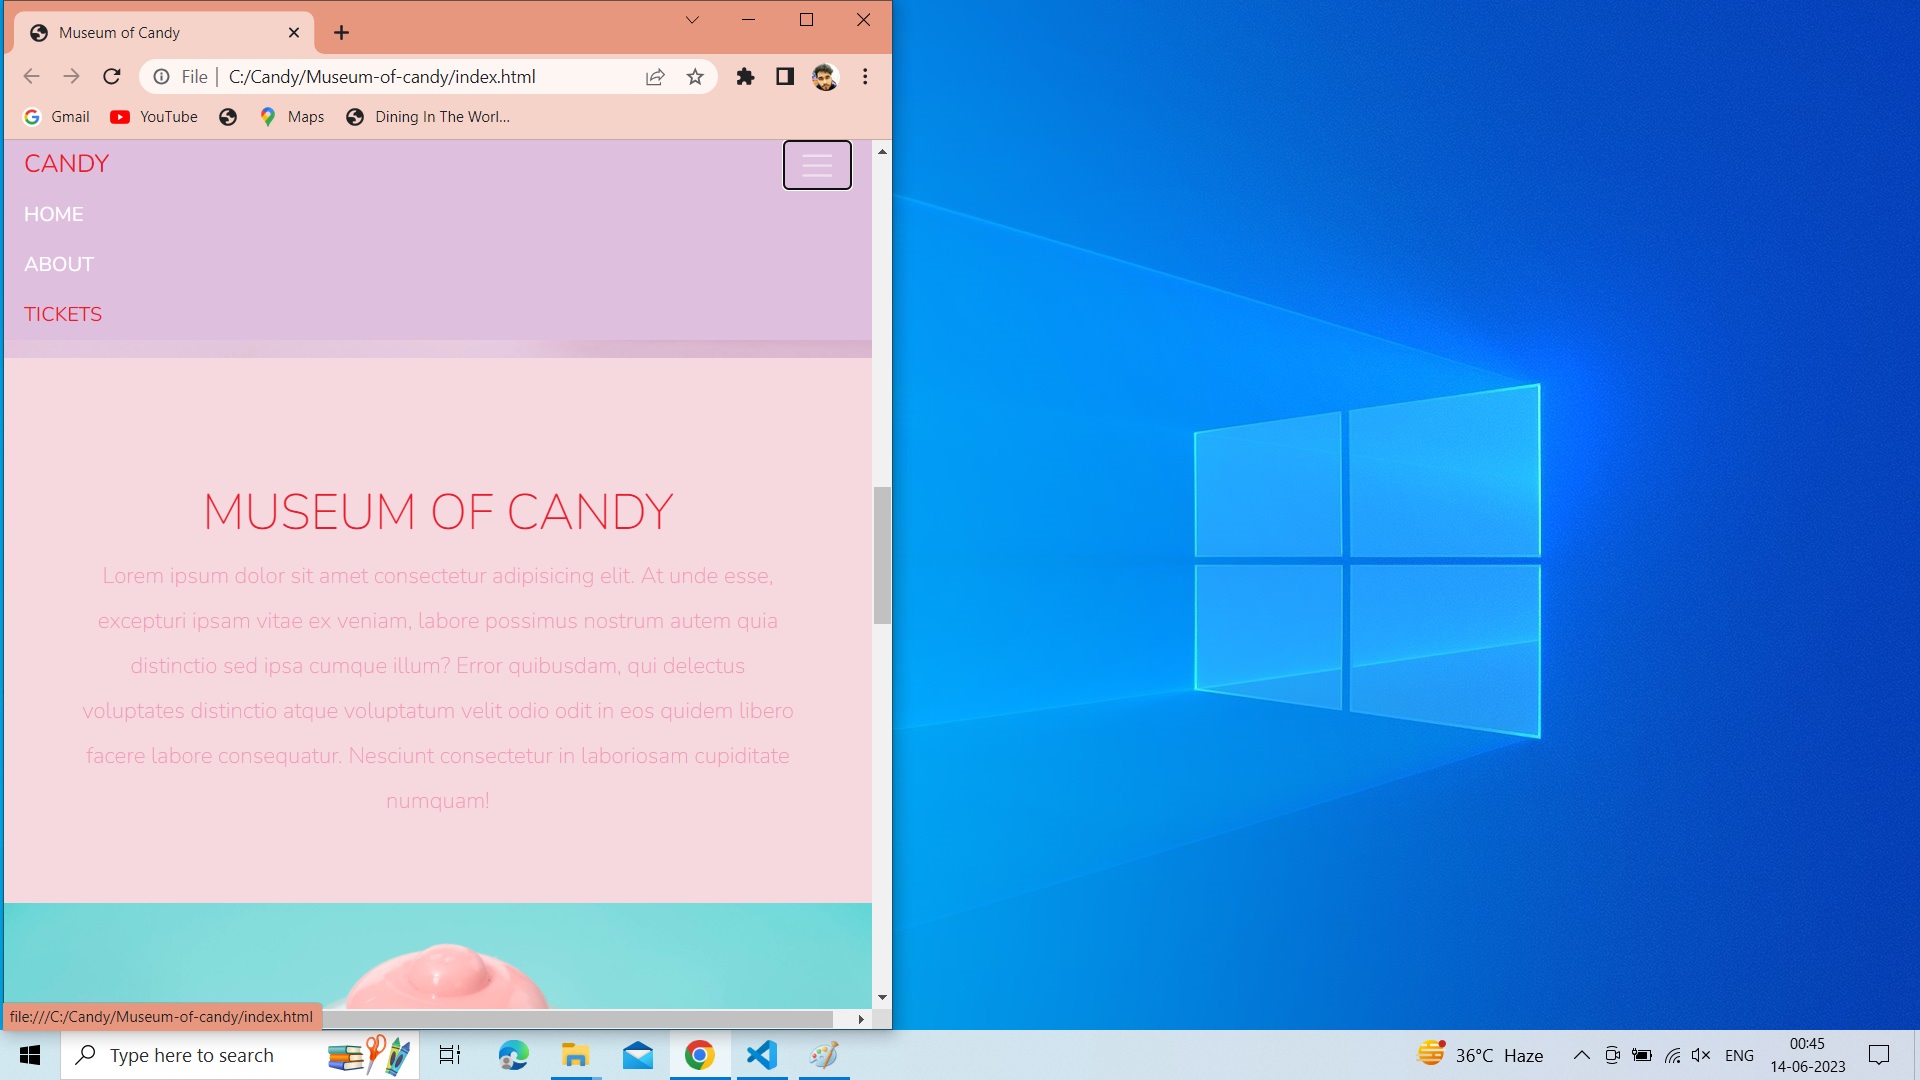 Museum of Candy
File | C:/Candy/Museum-of-candy/index.html
Gmail YouTube Maps Dining In The Worl...
CANDY
HOME
ABOUT
TICKETS
MUSEUM OF CANDY
Lorem ipsum dolor sit amet consectetur adipisicing elit. At unde esse,
excepturi ipsam vitae ex veniam, labore possimus nostrum autem quia
distinctio sed ipsa cumque illum? Error quibusdam, qui delectus
voluptates distinctio atque voluptatum velit odio odit in eos quidem libero
facere labore consequatur. Nesciunt consectetur in laboriosam cupiditate
numquam!
file:///C:/Candy/Museum-of-candy/index.html
Type here to search
36°C Haze
ENG
00:45
14-06-2023